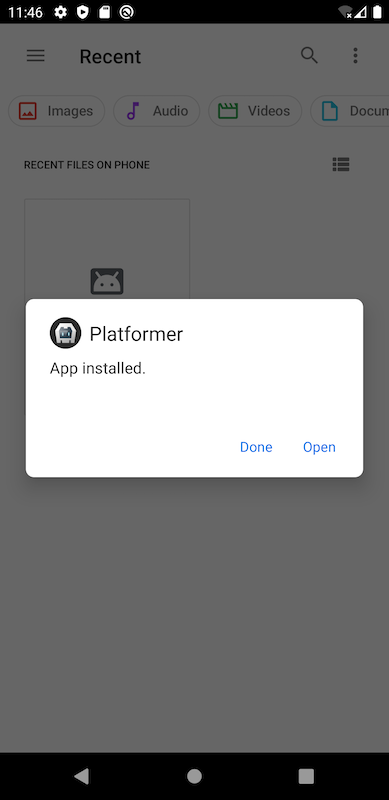 11:46
Recent
Images
Audio
Videos
Docum
RECENT FILES ON PHONE
Platformer
App installed.
Done
Open